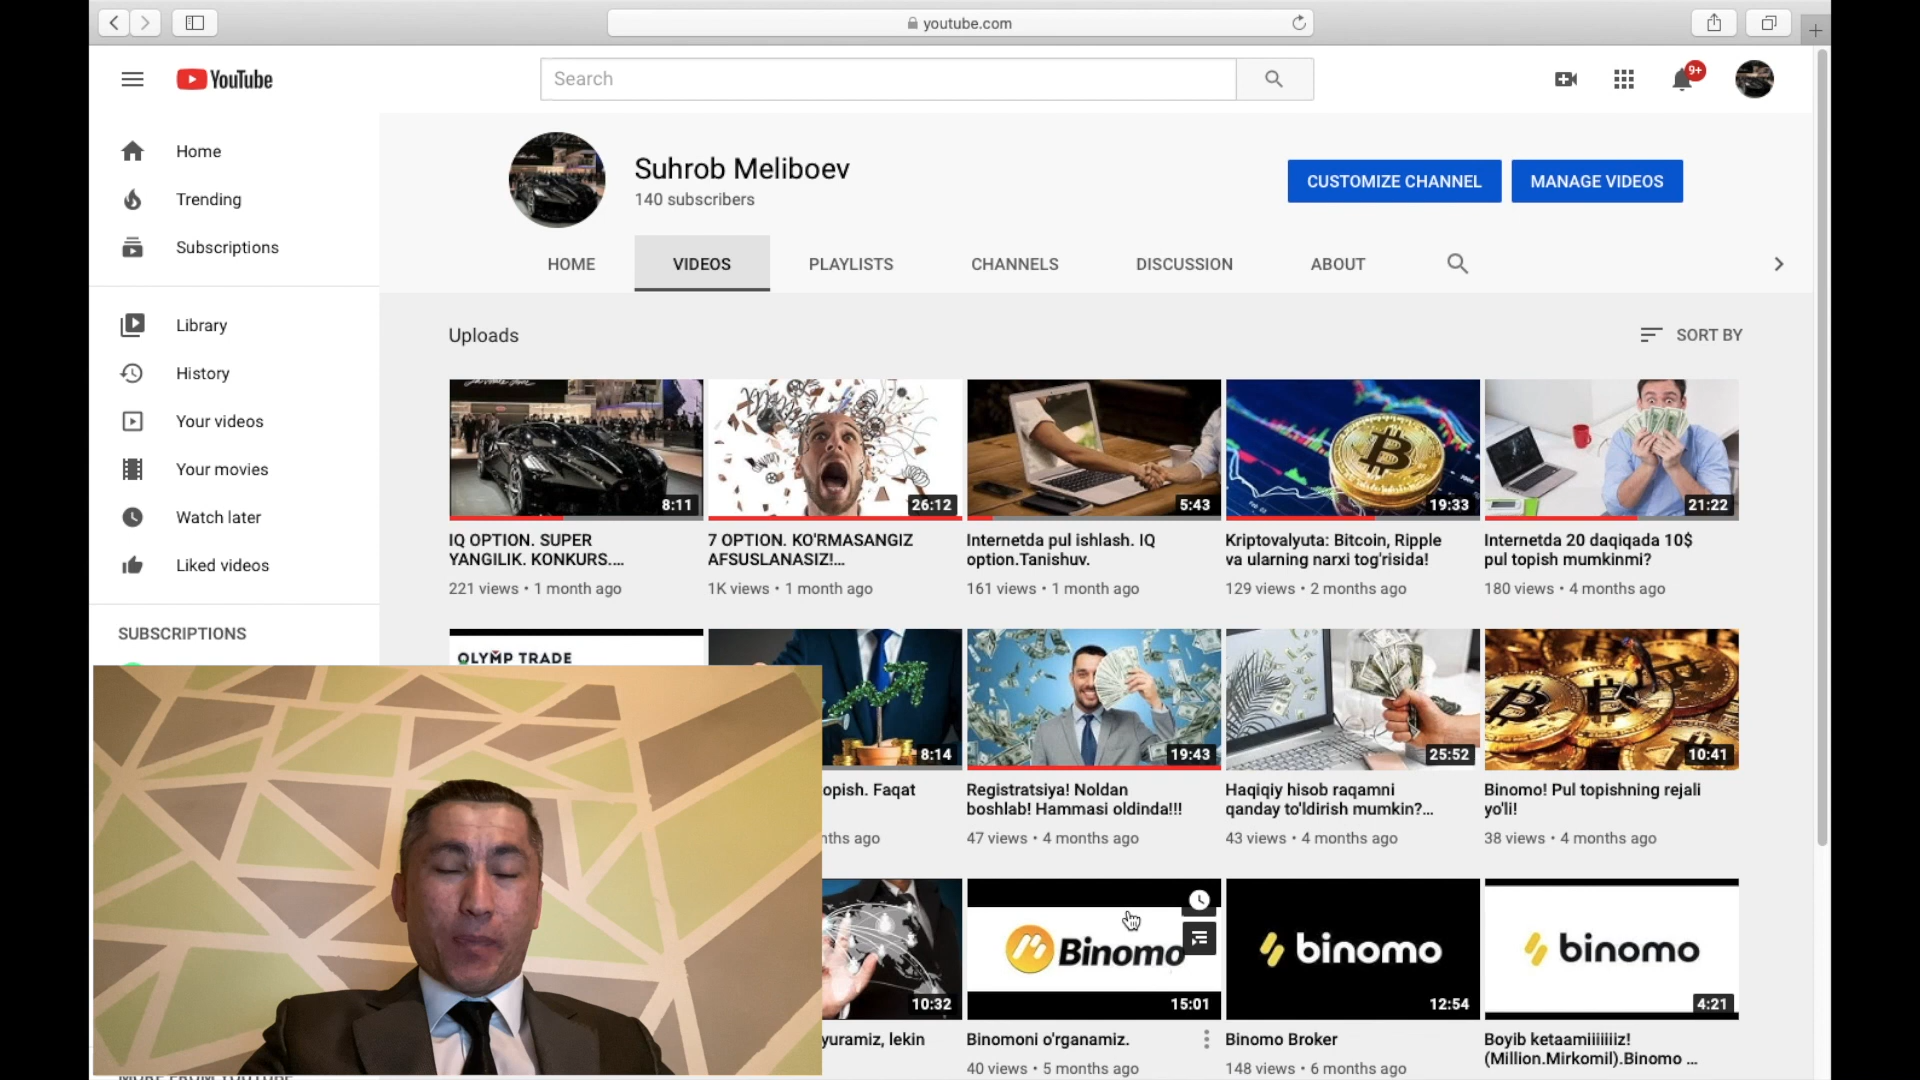 youtube.com
YouTube
Search
9+
Home
Trending
Subscriptions
Library
History
Your videos
Your movies
Watch later
Liked videos
SUBSCRIPTIONS
Suhrob Meliboev
140 subscribers
CUSTOMIZE CHANNEL
MANAGE VIDEOS
HOME
VIDEOS
PLAYLISTS
CHANNELS
DISCUSSION
ABOUT
Uploads
SORT BY
8:11
26:12
5:43
19:33
21:22
IQ OPTION. SUPER
YANGILIK. KONKURS....
221 views • 1 month ago
7 OPTION. KO'RMASANGIZ
AFSUSLANASIZ!...
1K views • 1 month ago
Internetda pul ishlash. IQ
option.Tanishuv.
161 views • 1 month ago
Kriptovalyuta: Bitcoin, Ripple
va ularning narxi tog'risida!
129 views • 2 months ago
Internetda 20 daqiqada 10$
pul topish mumkinmi?
180 views • 4 months ago
OLYMP TRADE
8:14
19:43
25:52
10:41
opish. Faqat
ths ago
Registratsiya! Noldan
boshlab! Hammasi oldinda!!!
47 views • 4 months ago
Haqiqiy hisob raqamni
qanday to'ldirish mumkin?...
43 views • 4 months ago
Binomo! Pul topishning rejali
yo'li!
38 views • 4 months ago
10:32
Binomo
15:01
binomo
12:54
binomo
4:21
yuramiz, lekin
Binomoni o'rganamiz.
40 views • 5 months ago
Binomo Broker
148 views • 6 months ago
Boyib ketaamiiiiiiiz!
(Million.Mirkomil).Binomo ...
MORE FROM YOUTUBE